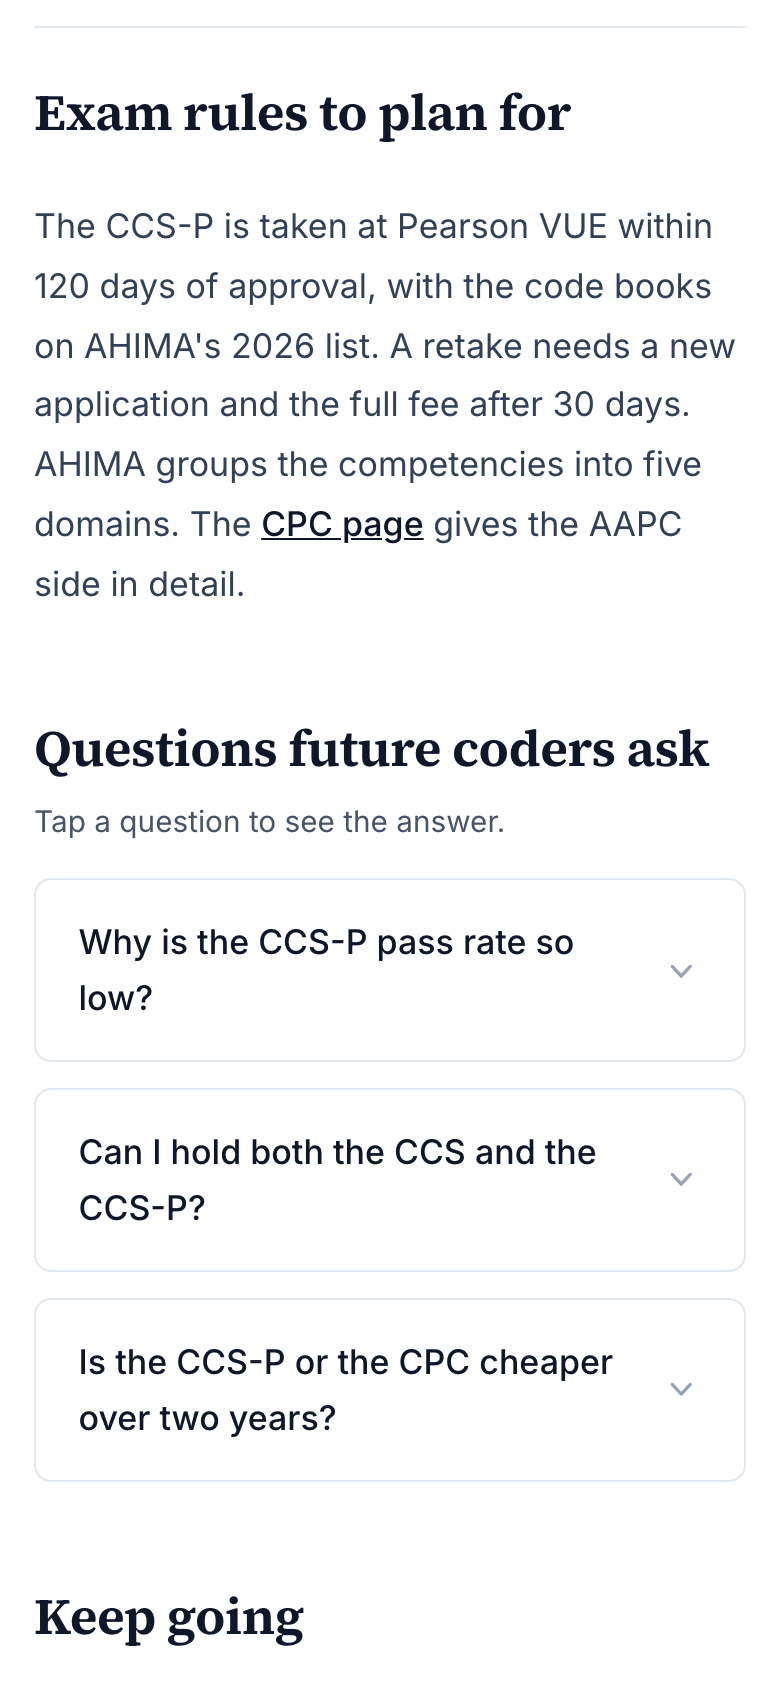 Exam rules to plan for
The CCS-P is taken at Pearson VUE within
120 days of approval, with the code books
on AHIMA's 2026 list. A retake needs a new
application and the full fee after 30 days.
AHIMA groups the competencies into five
domains. The CPC page gives the AAPC
side in detail.
Questions future coders ask
Tap a question to see the answer.
Why is the CCS-P pass rate so
low?
Can I hold both the CCS and the
CCS-P?
Is the CCS-P or the CPC cheaper
over two years?
Keep going